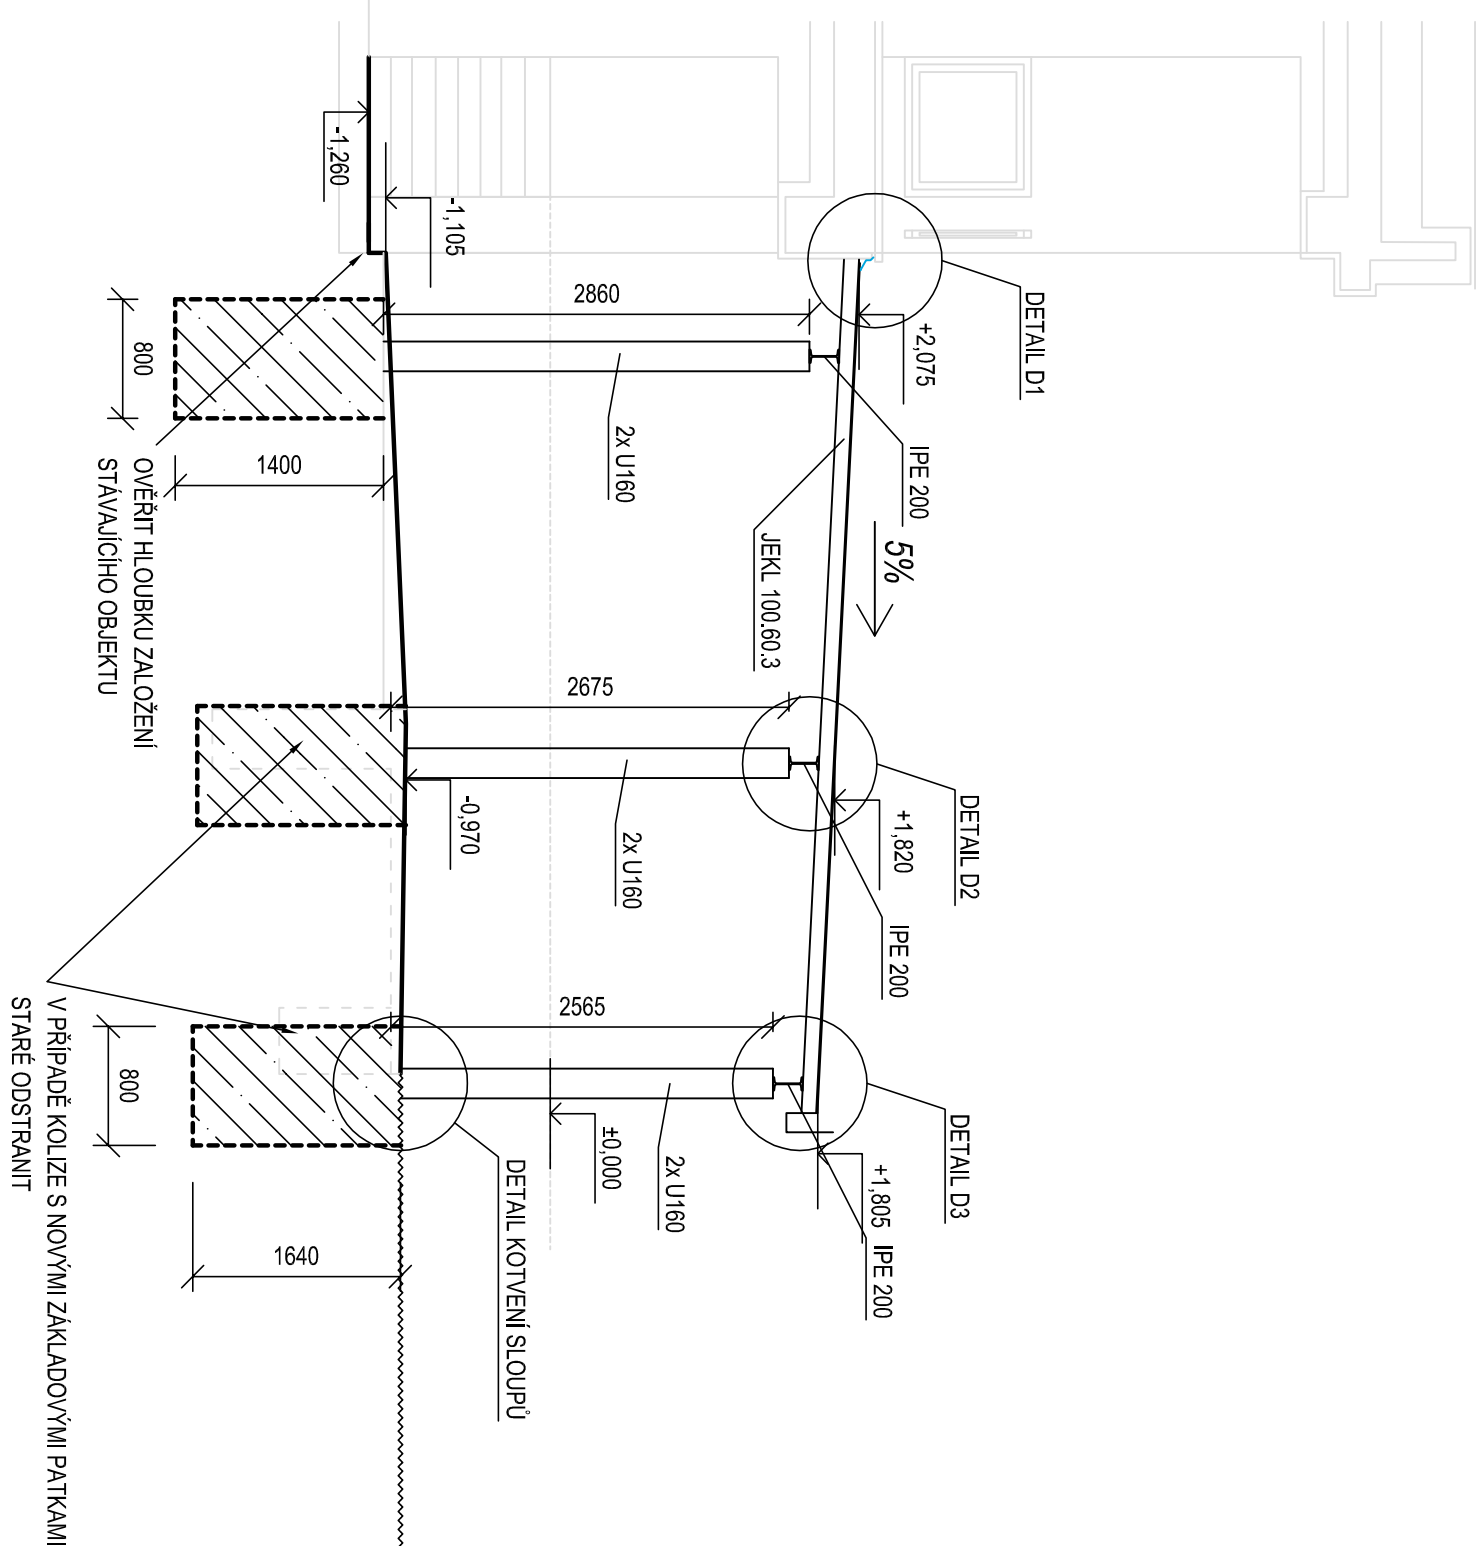 DETAIL D1
+2,075
IPE 200
5%
JEKL 100.60.3
2x U160
2860
-1,105
-1,260
800
1400
OVĚŘIT HLOUBKU ZALOŽENÍ
STÁVAJÍCÍHO OBJEKTU
DETAIL D2
+1,820
IPE 200
2675
2x U160
-0,970
DETAIL D3
+1,805
IPE 200
2565
2x U160
±0,000
DETAIL KOTVENÍ SLOUPŮ
800
1640
V PŘÍPADĚ KOLIZE S NOVÝMI ZÁKLADOVÝMI PATKAMI
STARÉ ODSTRANIT